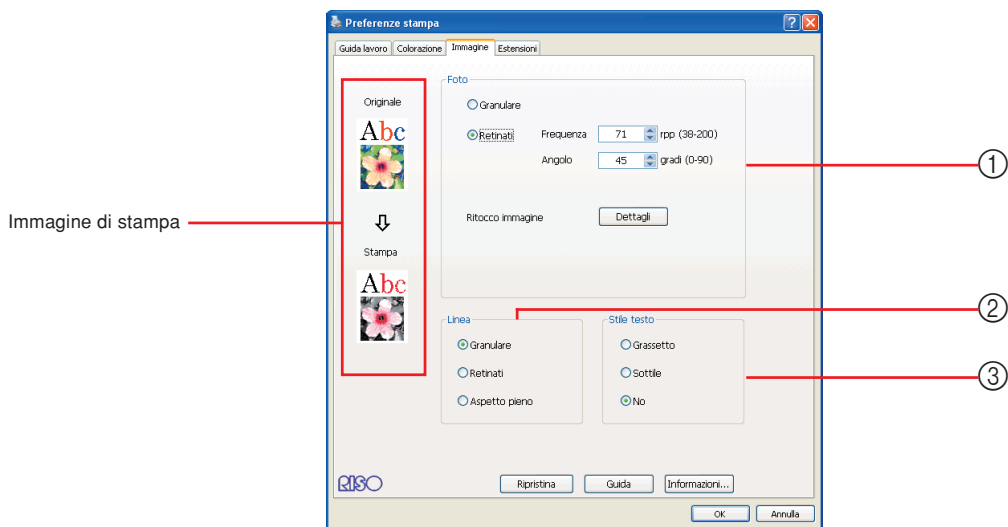 Preferenze stampa
Guida lavoro Colorazione Immagine Estensioni
Foto
Originale
Granulare
Abc
Retinati Frequenza 71 rpp (38-200)
Angolo 45 gradi (0-90)
①
Immagine di stampa
Ritocco immagine Dettagli
Stampa
Abc
②
Linea Stile testo
Granulare Grassetto
Retinati Sottile
③
Aspetto pieno No
RISO
Ripristina Guida Informazioni...
OK Annulla